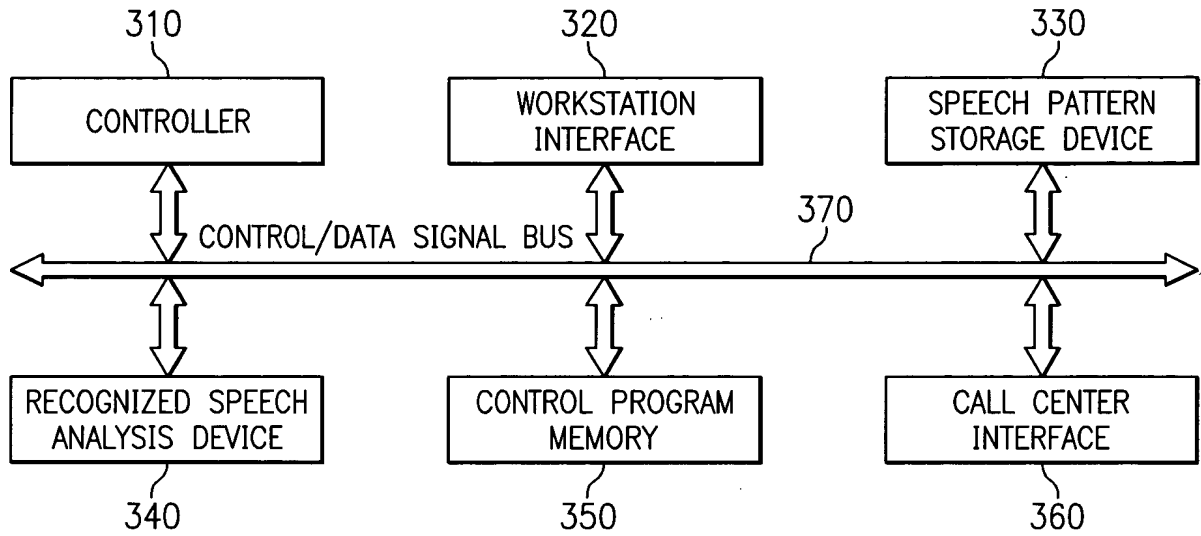 310
320
330
CONTROLLER
WORKSTATION
INTERFACE
SPEECH PATTERN
STORAGE DEVICE
370
CONTROL/DATA SIGNAL BUS
RECOGNIZED SPEECH
ANALYSIS DEVICE
CONTROL PROGRAM
MEMORY
CALL CENTER
INTERFACE
340
350
360